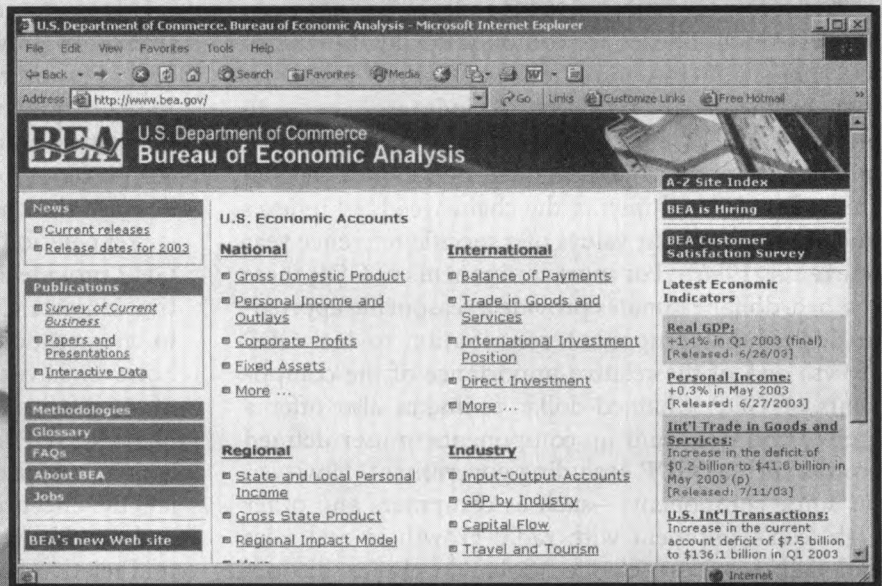 U.S. Department of Commerce. Bureau of Economic Analysis - Microsoft Internet Explorer
File Edit View Favorites Tools Help
Back Search Favorites Media
Address http://www.bea.gov/ Go Links Customize Links Free Hotmail »
BEA U.S. Department of Commerce
Bureau of Economic Analysis
News
Current releases
Release dates for 2003
Publications
Survey of Current
Business
Papers and
Presentations
Interactive Data
Methodologies
Glossary
FAQs
About BEA
Jobs
BEA's new Web site
U.S. Economic Accounts
National
Gross Domestic Product
Personal Income and
Outlays
Corporate Profits
Fixed Assets
More ...
International
Balance of Payments
Trade in Goods and
Services
International Investment
Position
Direct Investment
More ...
Regional
State and Local Personal
Income
Gross State Product
Regional Impact Model
Industry
Input-Output Accounts
GDP by Industry
Capital Flow
Travel and Tourism
A-Z Site Index
BEA is Hiring
BEA Customer
Satisfaction Survey
Latest Economic
Indicators
Real GDP:
+1.4% in Q1 2003 (final)
[Released: 6/26/03]
Personal Income:
+0.3% in May 2003
[Released: 6/27/2003]
Int'l Trade in Goods and
Services:
Increase in the deficit of
$0.2 billion to $41.8 billion in
May 2003 (p)
[Released: 7/11/03]
U.S. Int'l Transactions:
Increase in the current
account deficit of $7.5 billion
to $136.1 billion in Q1 2003
Internet